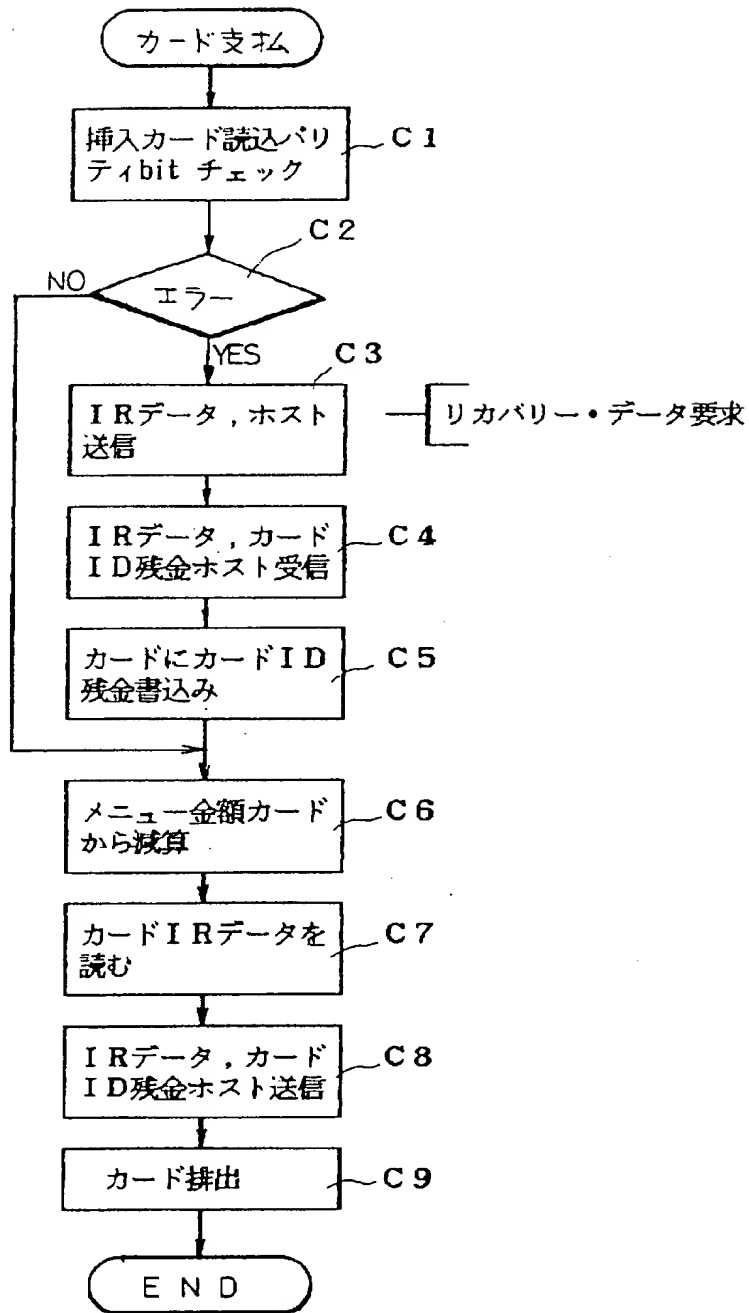 カード支払
挿入カード読込パリ
ティbit チェック
C1
C2
エラー
NO
YES
C3
IRデータ，ホスト
送信
リカバリー・データ要求
IRデータ，カード
ID残金ホスト受信
C4
カードにカードID
残金書込み
C5
メニュー金額カード
から減算
C6
カードIRデータを
読む
C7
IRデータ，カード
ID残金ホスト送信
C8
カード排出
C9
END